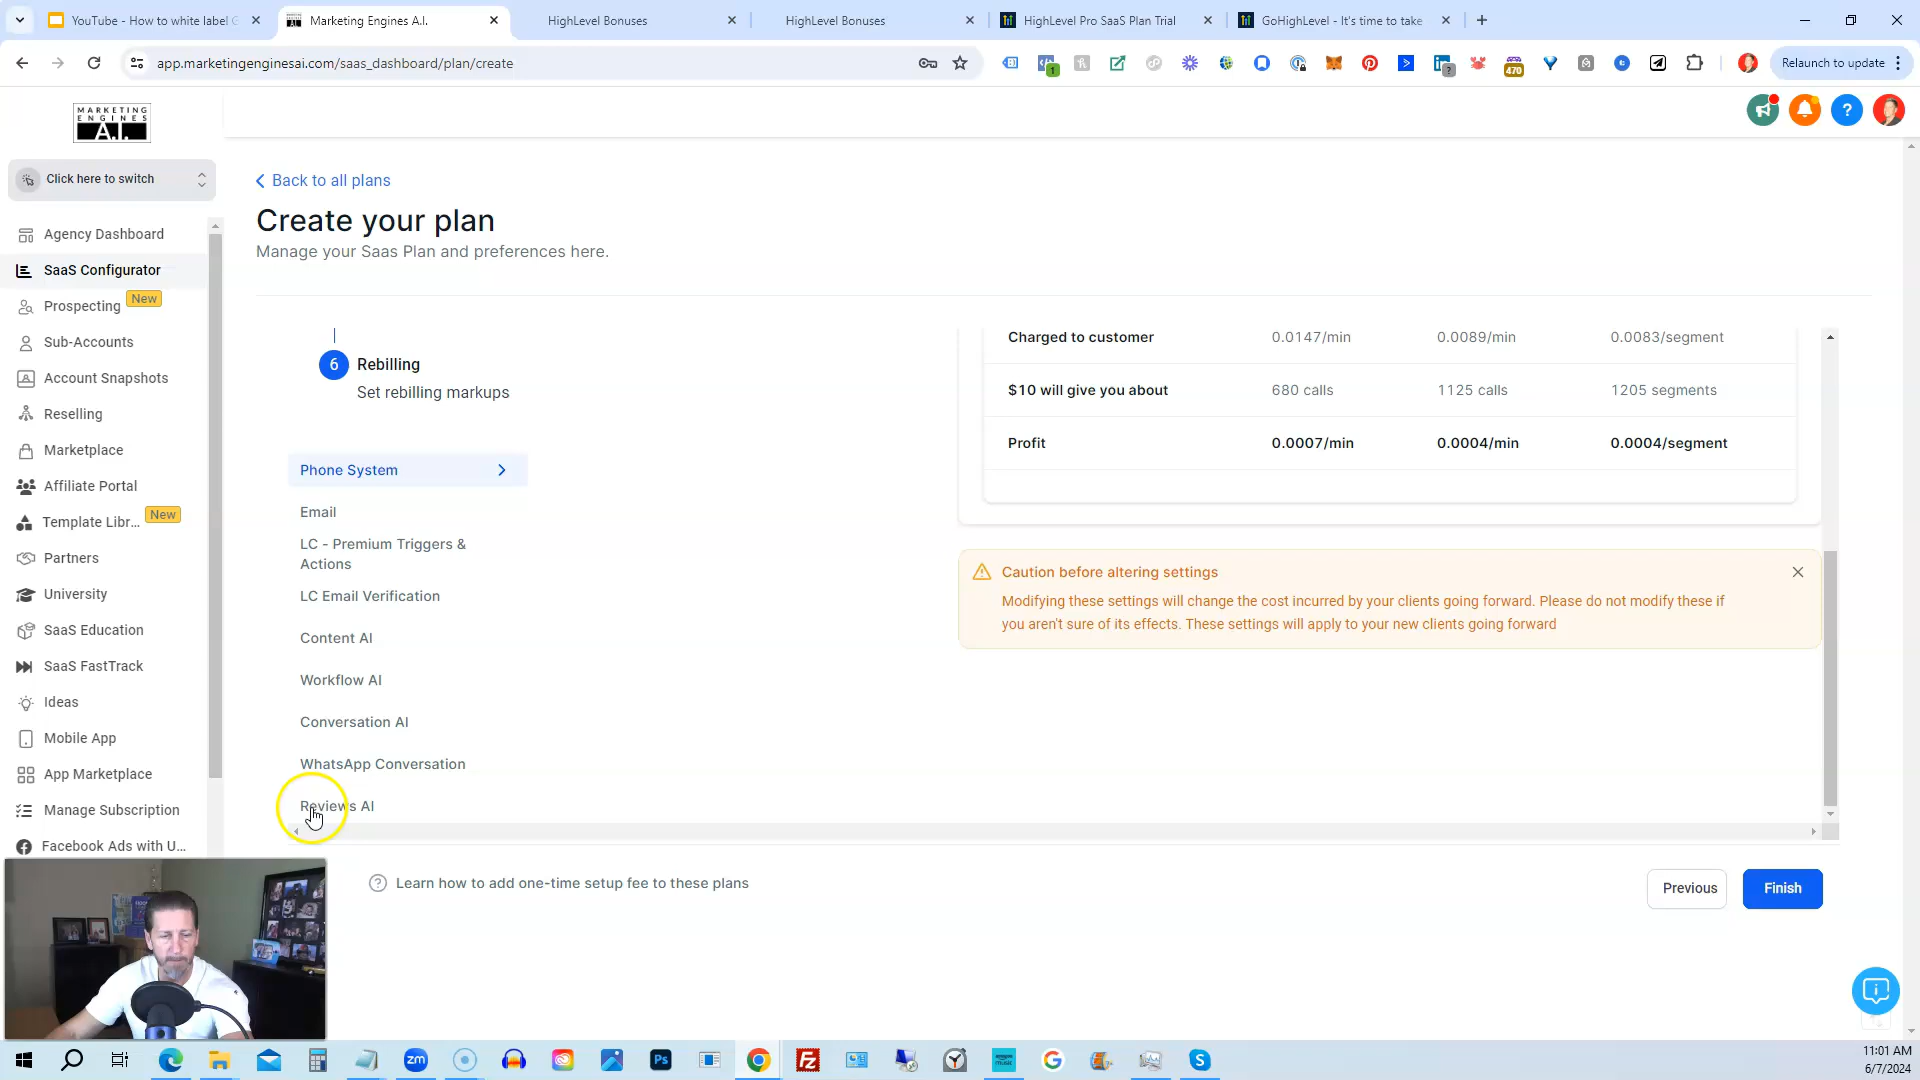 YouTube - How to white label G
Marketing Engines A.I.
HighLevel Bonuses
HighLevel Bonuses
HighLevel Pro SaaS Plan Trial
GoHighLevel - It's time to take
app.marketingenginesai.com/saas_dashboard/plan/create
1
?
470
Relaunch to update
MARKETING
ENGINES
A.I.
Click here to switch
Agency Dashboard
SaaS Configurator
Prospecting New
Sub-Accounts
Account Snapshots
Reselling
Marketplace
Affiliate Portal
Template Libr... New
Partners
University
SaaS Education
SaaS FastTrack
Ideas
Mobile App
App Marketplace
Manage Subscription
Facebook Ads with U...
Back to all plans
Create your plan
Manage your Saas Plan and preferences here.
6 Rebilling
Set rebilling markups
Phone System
Email
LC - Premium Triggers &
Actions
LC Email Verification
Content AI
Workflow AI
Conversation AI
WhatsApp Conversation
Reviews AI
Charged to customer 0.0147/min 0.0089/min 0.0083/segment
$10 will give you about 680 calls 1125 calls 1205 segments
Profit 0.0007/min 0.0004/min 0.0004/segment
Caution before altering settings
Modifying these settings will change the cost incurred by your clients going forward. Please do not modify these if
you aren't sure of its effects. These settings will apply to your new clients going forward
Learn how to add one-time setup fee to these plans
Previous
Finish
zm
Ps
Fz
amazon
music
G
S
11:01 AM
6/7/2024